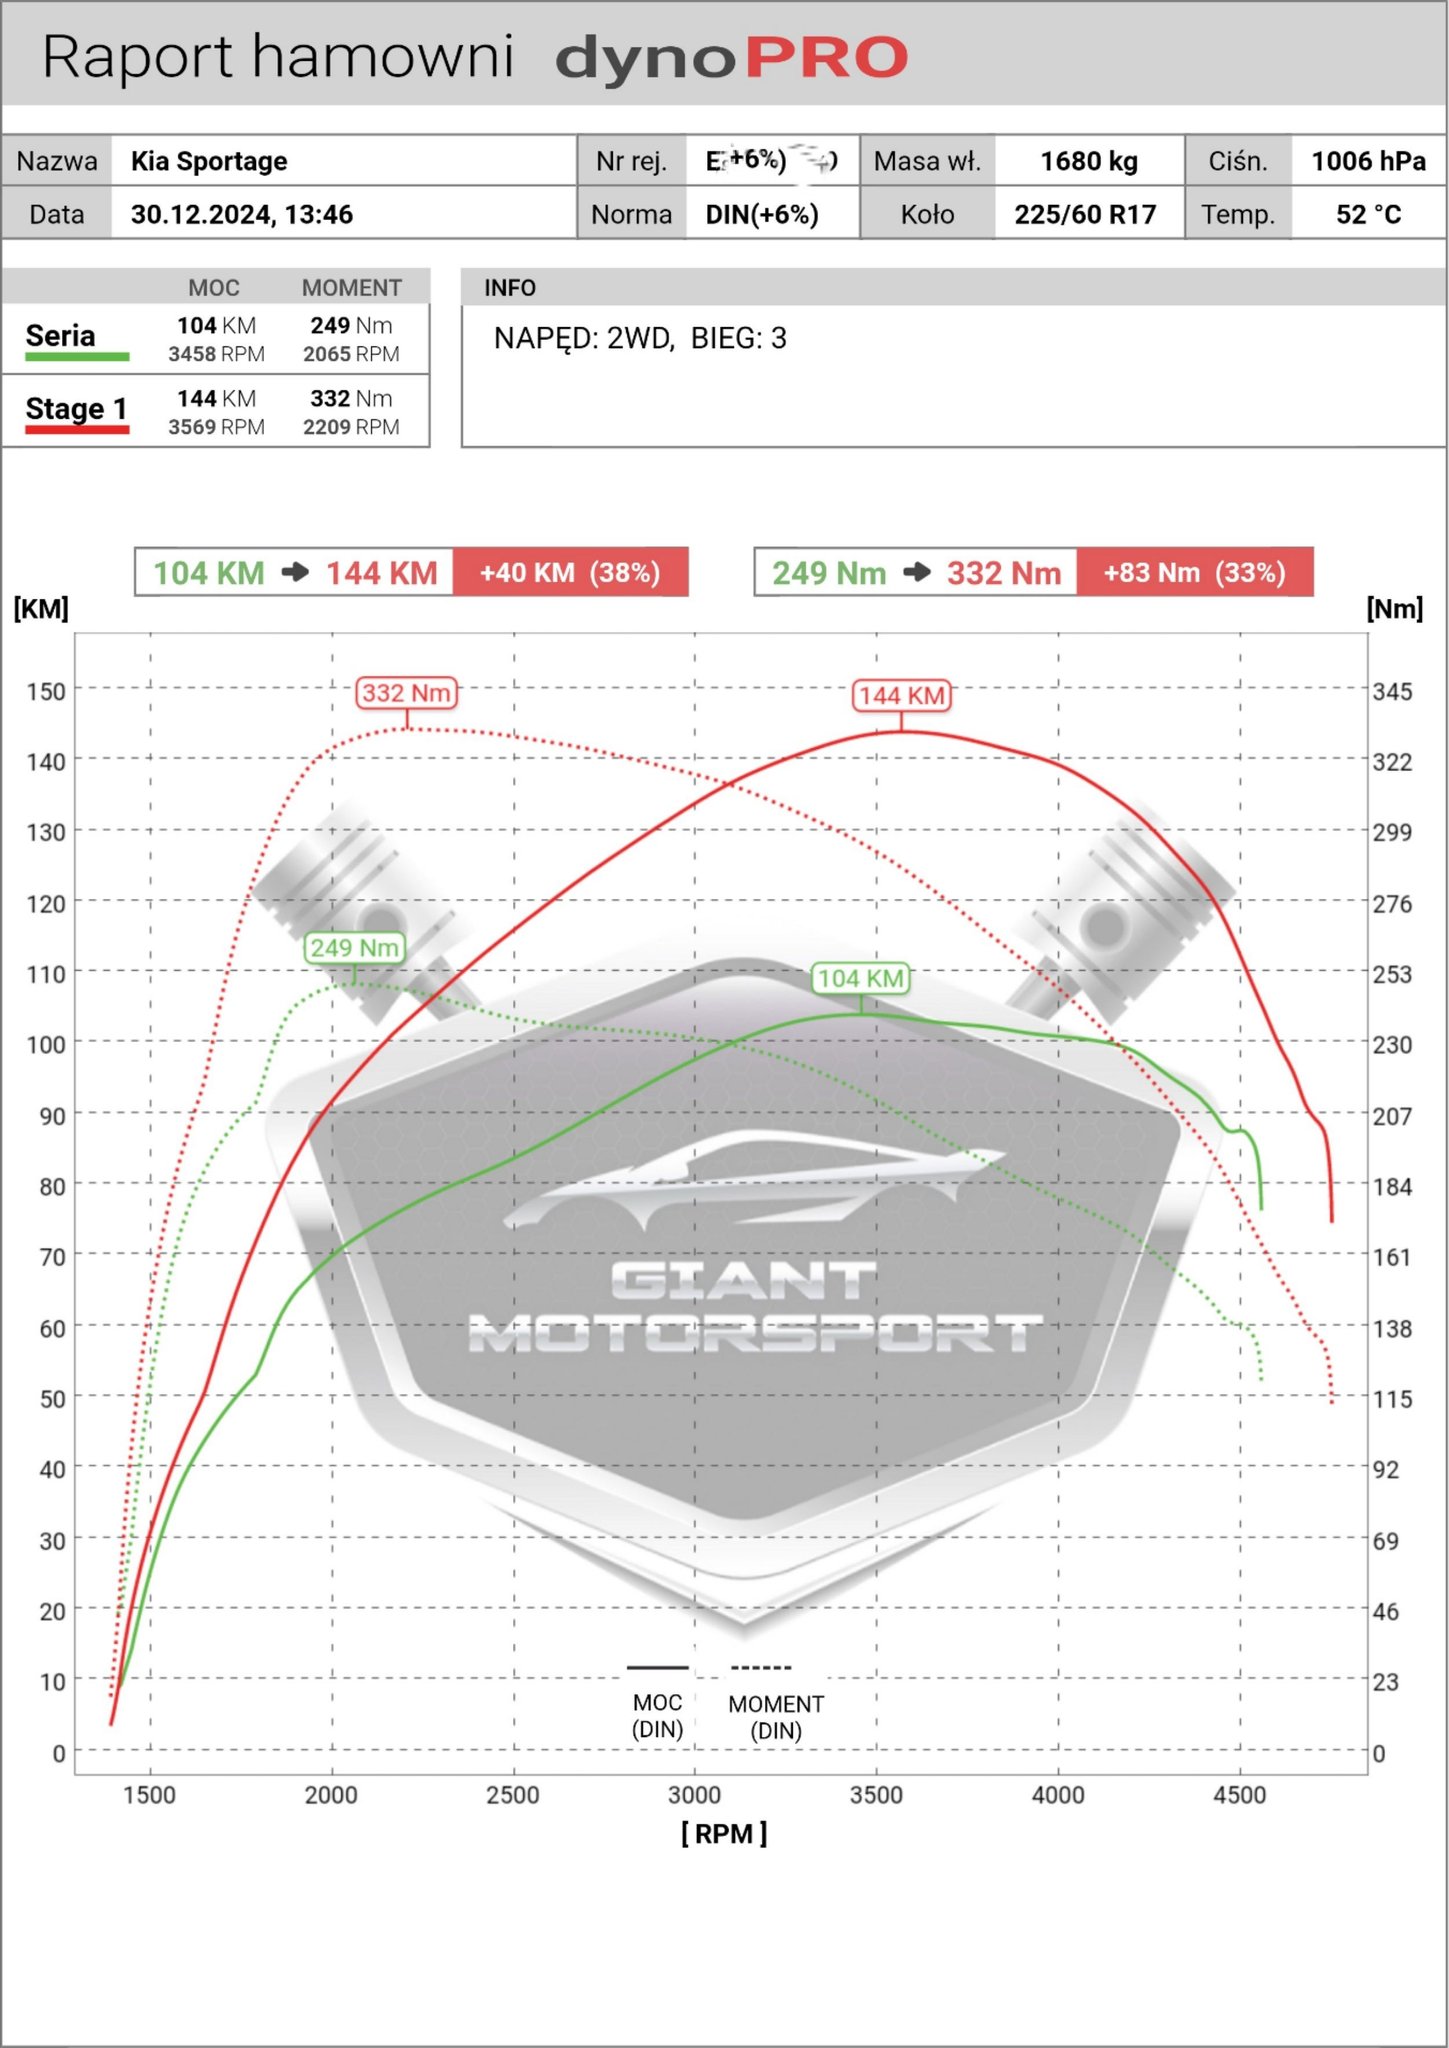 Raport hamowni dynoPRO
Nazwa Kia Sportage Nr rej. +6%) Masa wł. 1680 kg Ciśn. 1006 hPa
Data 30.12.2024, 13:46 Norma DIN(+6%) Koło 225/60 R17 Temp. 52 °C
MOC MOMENT
Seria 104 KM 249 Nm
3458 RPM 2065 RPM
Stage 1 144 KM 332 Nm
3569 RPM 2209 RPM
INFO
NAPĘD: 2WD, BIEG: 3
104 KM 144 KM +40 KM (38%)
249 Nm 332 Nm +83 Nm (33%)
[KM] [Nm]
332 Nm
144 KM
249 Nm
104 KM
150 345
140 322
130 299
120 276
110 253
100 230
90 207
80 184
70 161
60 138
50 115
40 92
30 69
20 46
10 23
0 0
GIANT
MOTORSPORT
MOC MOMENT
(DIN) (DIN)
1500 2000 2500 3000 3500 4000 4500
[ RPM ]